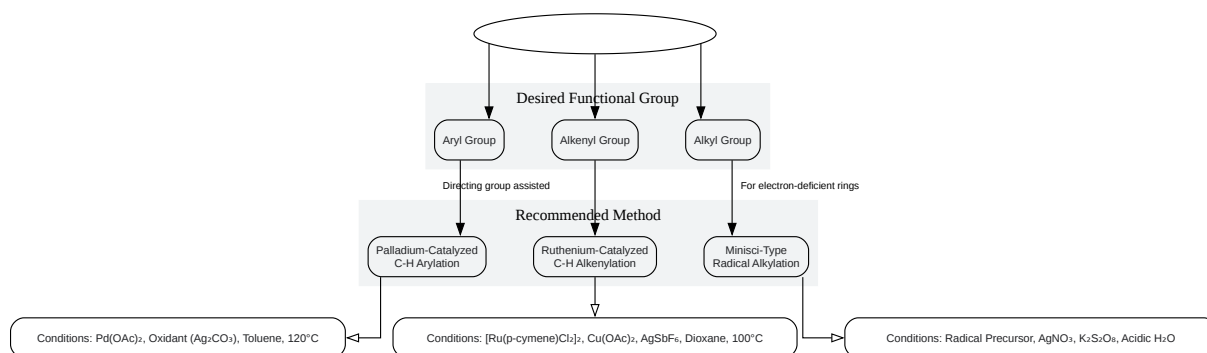 Desired Functional Group
Aryl Group
Alkenyl Group
Alkyl Group
Directing group assisted
For electron-deficient rings
Recommended Method
Palladium-Catalyzed
C-H Arylation
Ruthenium-Catalyzed
C-H Alkenylation
Minisci-Type
Radical Alkylation
Conditions: Pd(OAc)₂, Oxidant (Ag₂CO₃), Toluene, 120°C
Conditions: [Ru(p-cymene)Cl₂]₂, Cu(OAc)₂, AgSbF₆, Dioxane, 100°C
Conditions: Radical Precursor, AgNO₃, K₂S₂O₈, Acidic H₂O